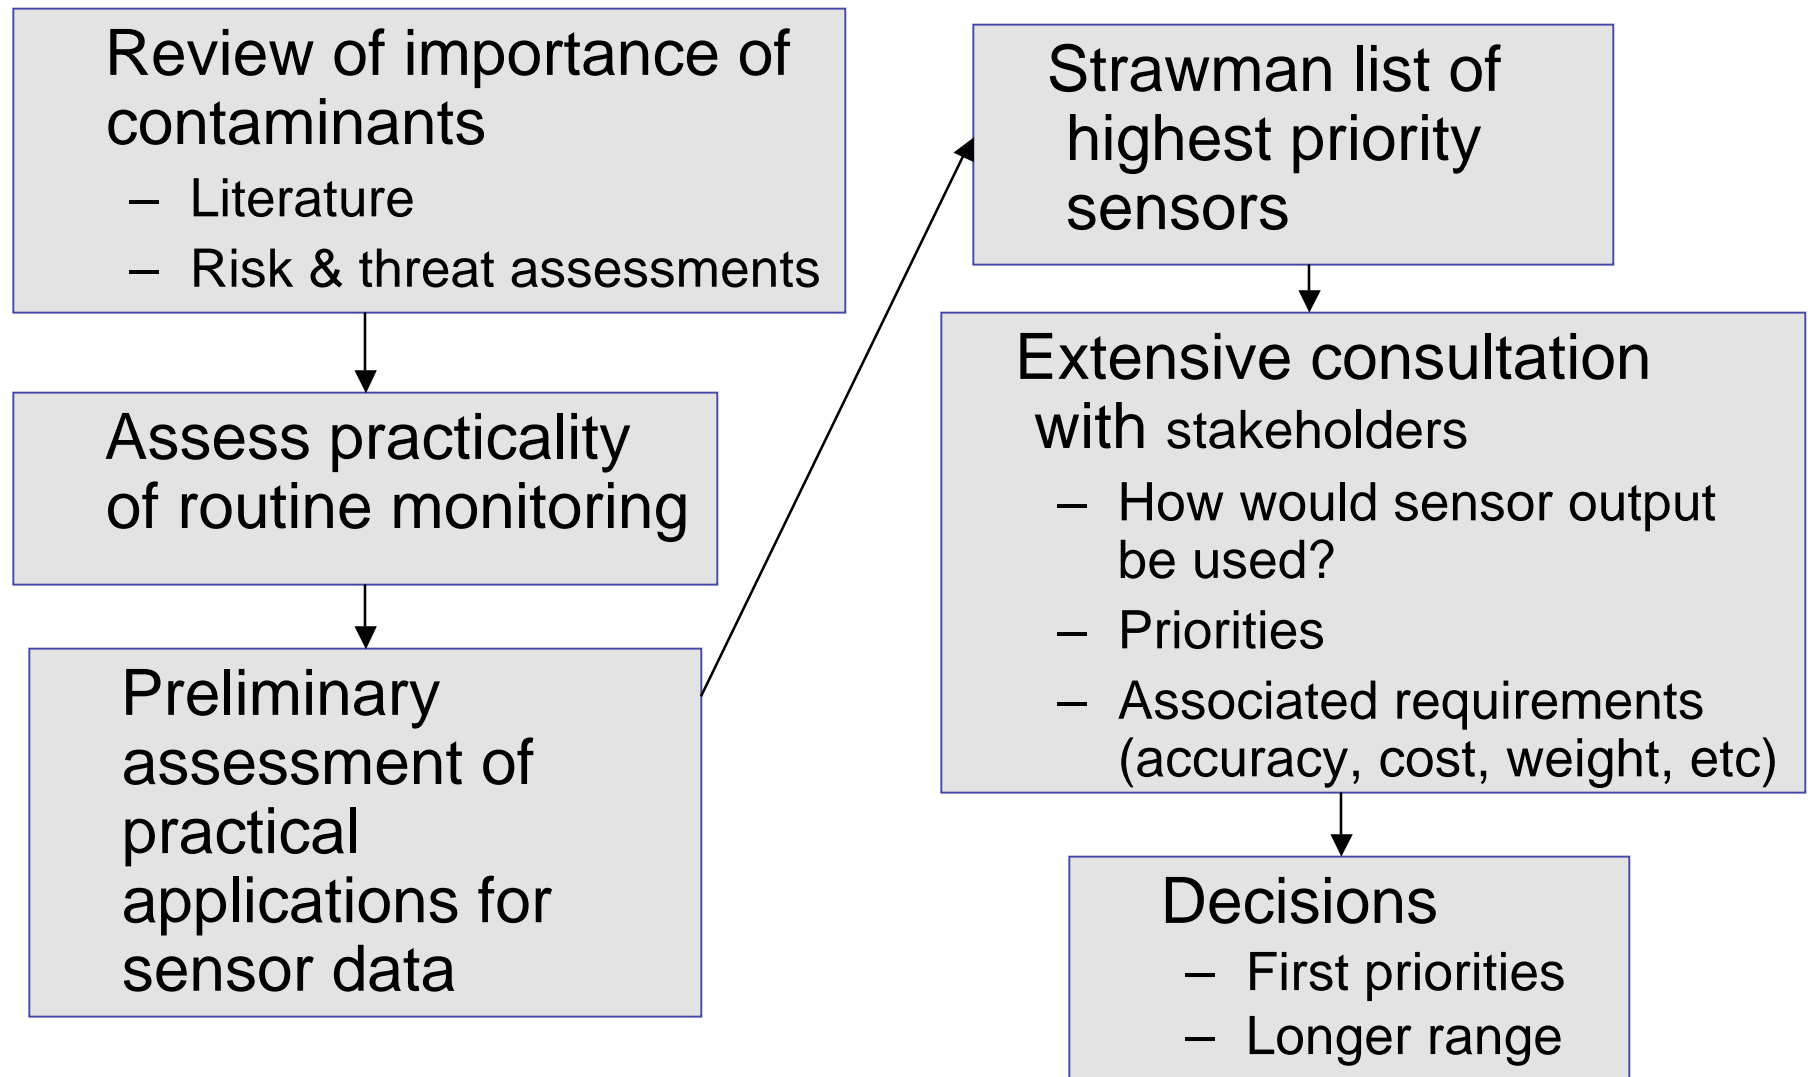 Review of importance of
contaminants
– Literature
– Risk & threat assessments
Assess practicality
of routine monitoring
Preliminary
assessment of
practical
applications for
sensor data
Strawman list of
highest priority
sensors
Extensive consultation
with stakeholders
– How would sensor output
be used?
– Priorities
– Associated requirements
(accuracy, cost, weight, etc)
Decisions
– First priorities
– Longer range